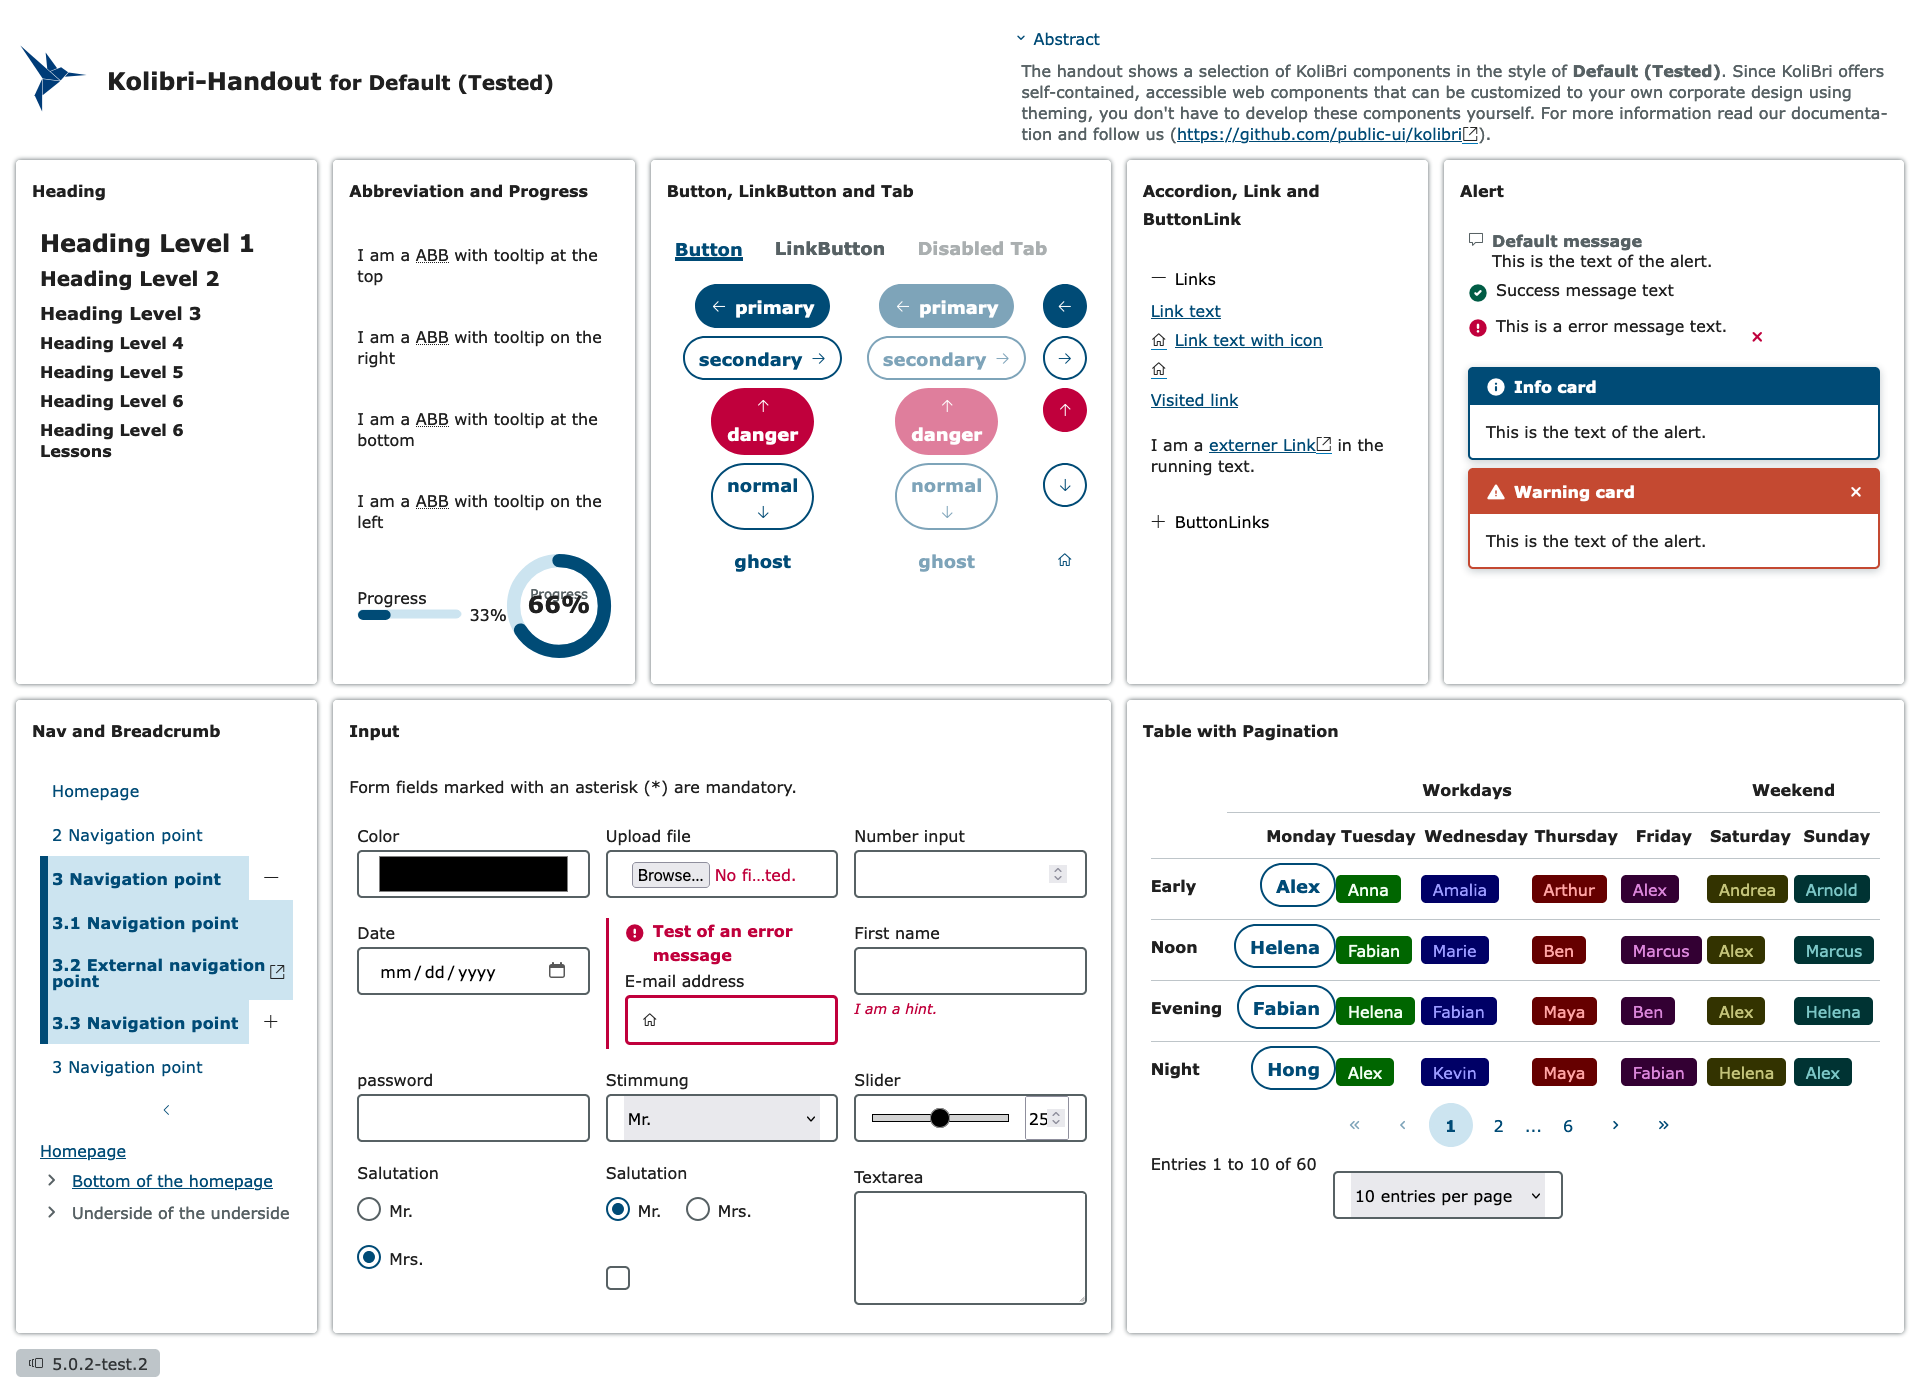 Kolibri-Handout for Default (Tested)
Abstract
The handout shows a selection of KoliBri components in the style of Default (Tested). Since KoliBri offers
self-contained, accessible web components that can be customized to your own corporate design using
theming, you don't have to develop these components yourself. For more information read our documenta-
tion and follow us (https://github.com/public-ui/kolibri).
Heading
Heading Level 1
Heading Level 2
Heading Level 3
Heading Level 4
Heading Level 5
Heading Level 6
Heading Level 6
Lessons
Abbreviation and Progress
I am a ABB with tooltip at the
top
I am a ABB with tooltip on the
right
I am a ABB with tooltip at the
bottom
I am a ABB with tooltip on the
left
Progress
33%
Progress
66%
Button, LinkButton and Tab
Button LinkButton Disabled Tab
← primary ← primary ←
secondary → secondary → →
↑ ↑ ↑
danger danger
normal normal
↓ ↓ ↓
ghost ghost
Accordion, Link and
ButtonLink
— Links
Link text
Link text with icon
Visited link
I am a externer Link in the
running text.
+ ButtonLinks
Alert
Default message
This is the text of the alert.
Success message text
This is a error message text.
Info card
This is the text of the alert.
Warning card
This is the text of the alert.
Nav and Breadcrumb
Homepage
2 Navigation point
3 Navigation point —
3.1 Navigation point
3.2 External navigation
point
3.3 Navigation point +
3 Navigation point
‹
Homepage
› Bottom of the homepage
› Underside of the underside
Input
Form fields marked with an asterisk (*) are mandatory.
Color
Upload file
Browse... No fi...ted.
Number input
Date
mm/dd/yyyy
Test of an error
message
E-mail address
First name
I am a hint.
password
Stimmung
Mr.
Slider
25
Salutation
Mr.
Mrs.
Salutation
Mr. Mrs.
Textarea
Table with Pagination
Workdays Weekend
Monday Tuesday Wednesday Thursday Friday Saturday Sunday
Early Alex Anna Amalia Arthur Alex Andrea Arnold
Noon Helena Fabian Marie Ben Marcus Alex Marcus
Evening Fabian Helena Fabian Maya Ben Alex Helena
Night Hong Alex Kevin Maya Fabian Helena Alex
« ‹ 1 2 ... 6 › »
Entries 1 to 10 of 60
10 entries per page
5.0.2-test.2